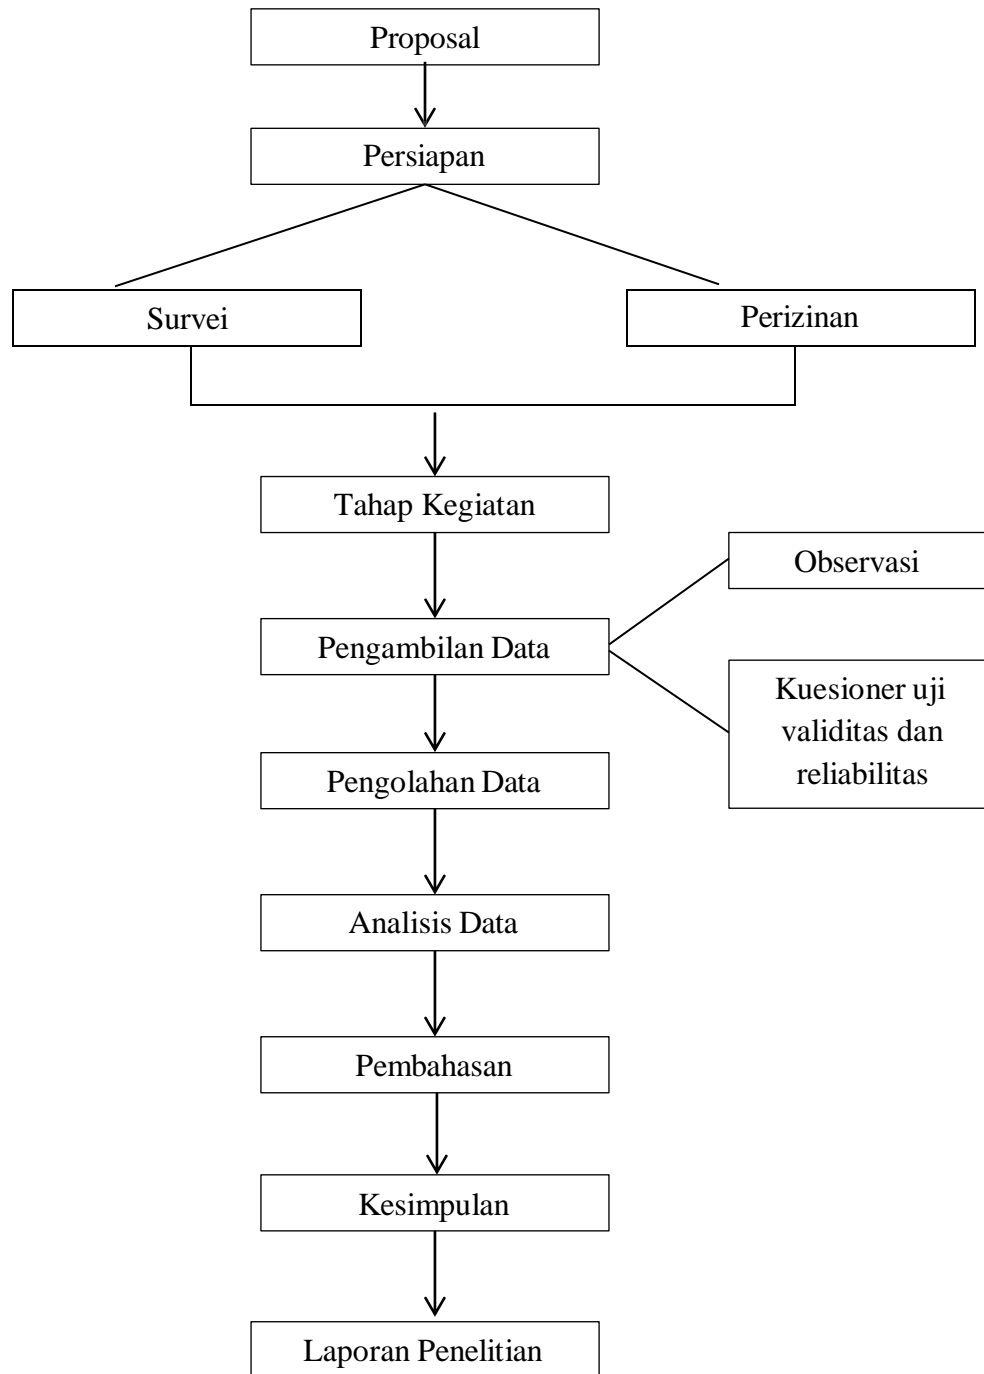 Proposal
Persiapan
Survei
Perizinan
Tahap Kegiatan
Observasi
Pengambilan Data
Kuesioner uji
validitas dan
reliabilitas
Pengolahan Data
Analisis Data
Pembahasan
Kesimpulan
Laporan Penelitian